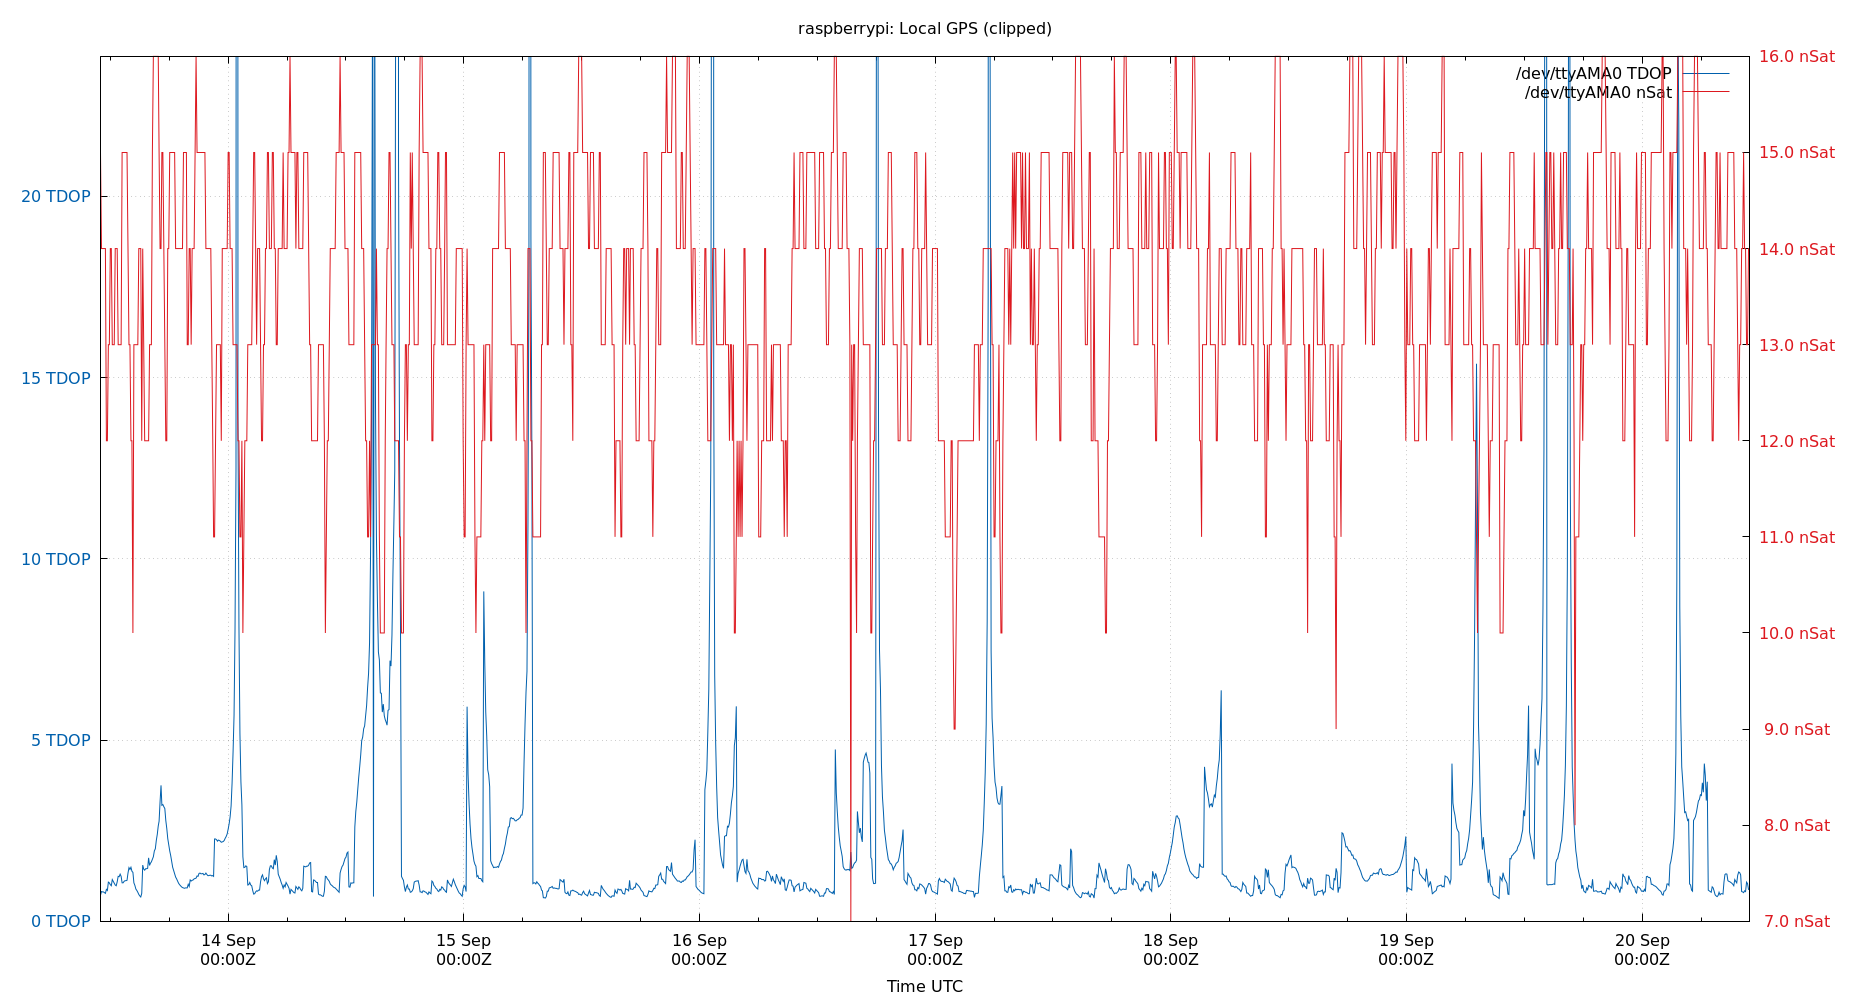 raspberrypi: Local GPS (clipped)
/dev/ttyAMA0 TDOP
/dev/ttyAMA0 nSat
20 TDOP
15 TDOP
10 TDOP
5 TDOP
0 TDOP
16.0 nSat
15.0 nSat
14.0 nSat
13.0 nSat
12.0 nSat
11.0 nSat
10.0 nSat
9.0 nSat
8.0 nSat
7.0 nSat
14 Sep
00:00Z
15 Sep
00:00Z
16 Sep
00:00Z
17 Sep
00:00Z
18 Sep
00:00Z
19 Sep
00:00Z
20 Sep
00:00Z
Time UTC